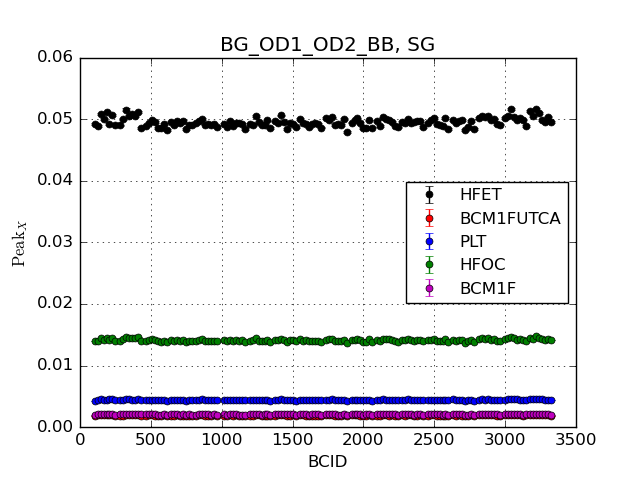 BG_OD1_OD2_BB, SG
0.06
0.05
0.04
0.03
0.02
0.01
0.00
Peak_X
HFET
BCM1FUTCA
PLT
HFOC
BCM1F
0 500 1000 1500 2000 2500 3000 3500
BCID